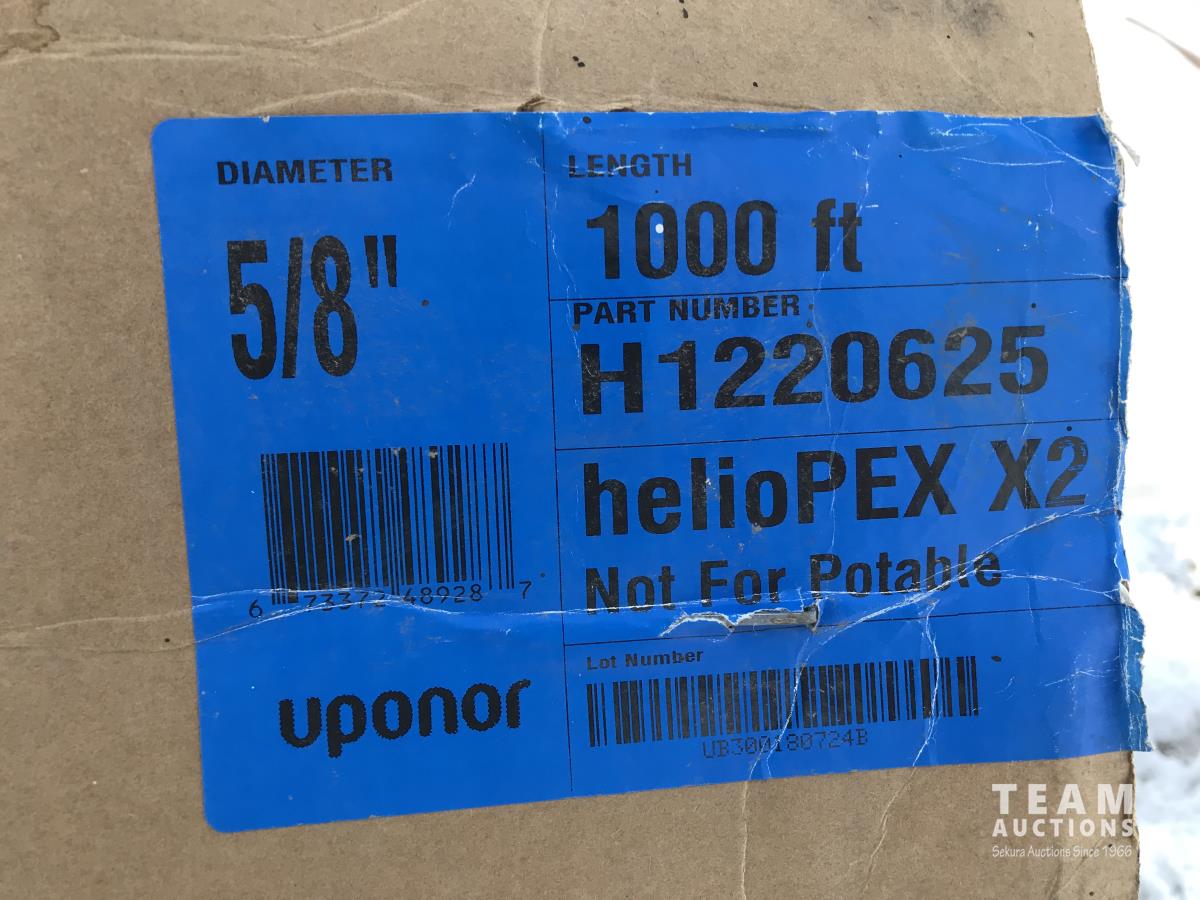 DIAMETER
5/8"
6 73372 48928 7
uponor
LENGTH
1000 ft
PART NUMBER
H1220625
helioPEX X2
Not For Potable
Lot Number
UB300180724B
TEAM
AUCTIONS
Sekura Auctions Since 1966